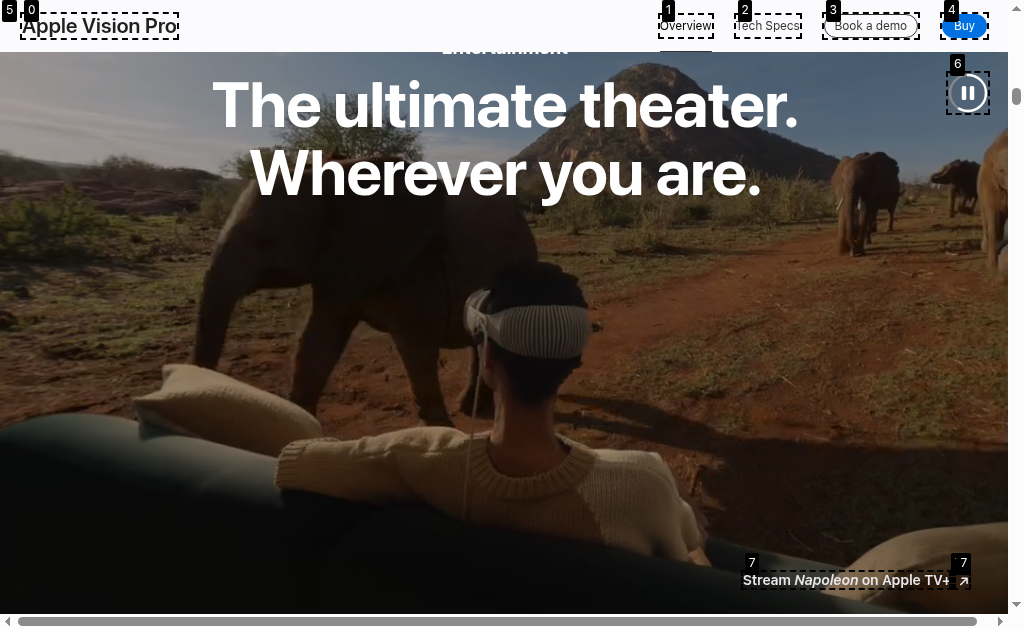 5 0 1 2 3 4
Apple Vision Pro Overview Tech Specs Book a demo Buy
Entertainment
6
The ultimate theater.
Wherever you are.
7 7
Stream Napoleon on Apple TV+ ↗